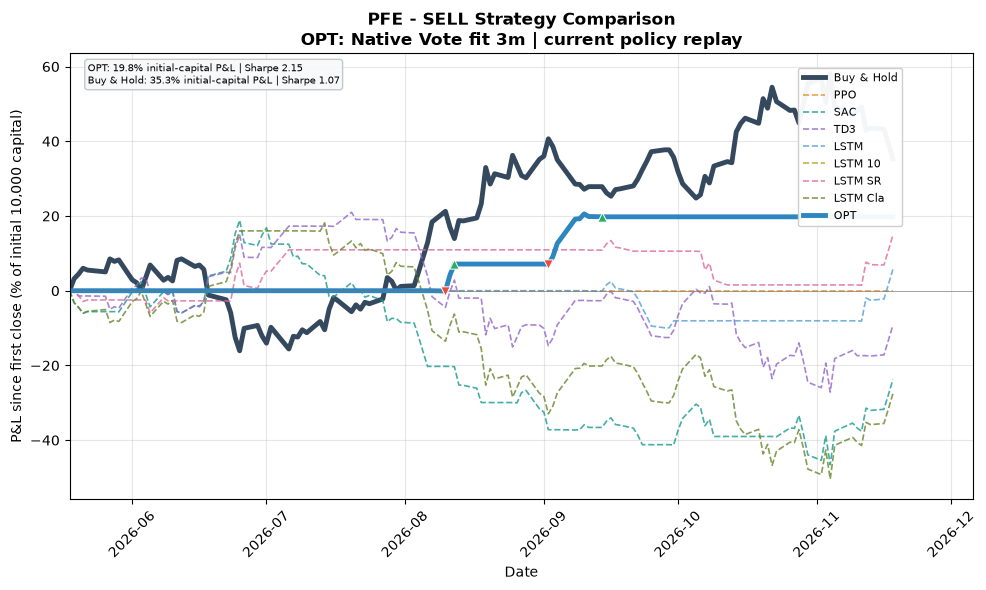 PFE - SELL Strategy Comparison
OPT: Native Vote fit 3m | current policy replay
OPT: 19.8% initial-capital P&L | Sharpe 2.15
Buy & Hold: 35.3% initial-capital P&L | Sharpe 1.07
Buy & Hold
PPO
SAC
TD3
LSTM
LSTM 10
LSTM SR
LSTM Cla
OPT
P&L since first close (% of initial 10,000 capital)
60
40
20
0
−20
−40
2026-06
2026-07
2026-08
2026-09
2026-10
2026-11
2026-12
Date